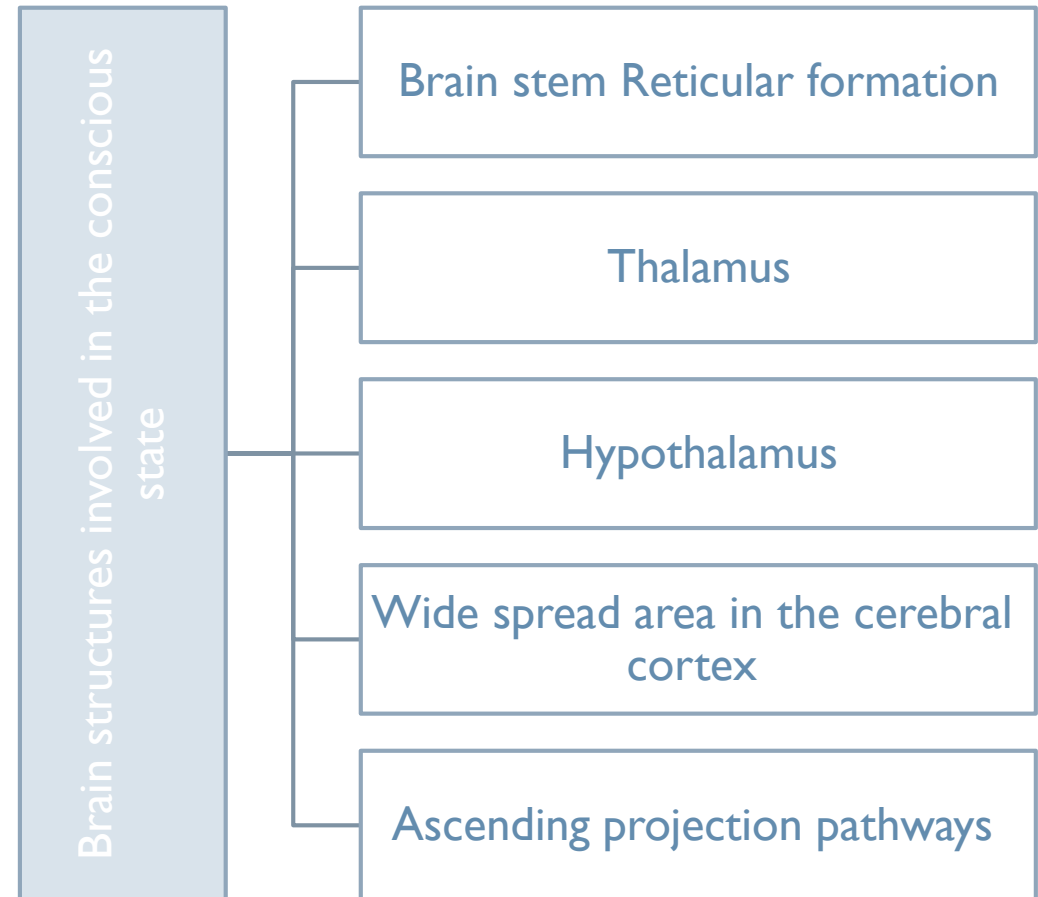 Brain structures involved in the conscious
state
Brain stem Reticular formation
Thalamus
Hypothalamus
Wide spread area in the cerebral
cortex
Ascending projection pathways